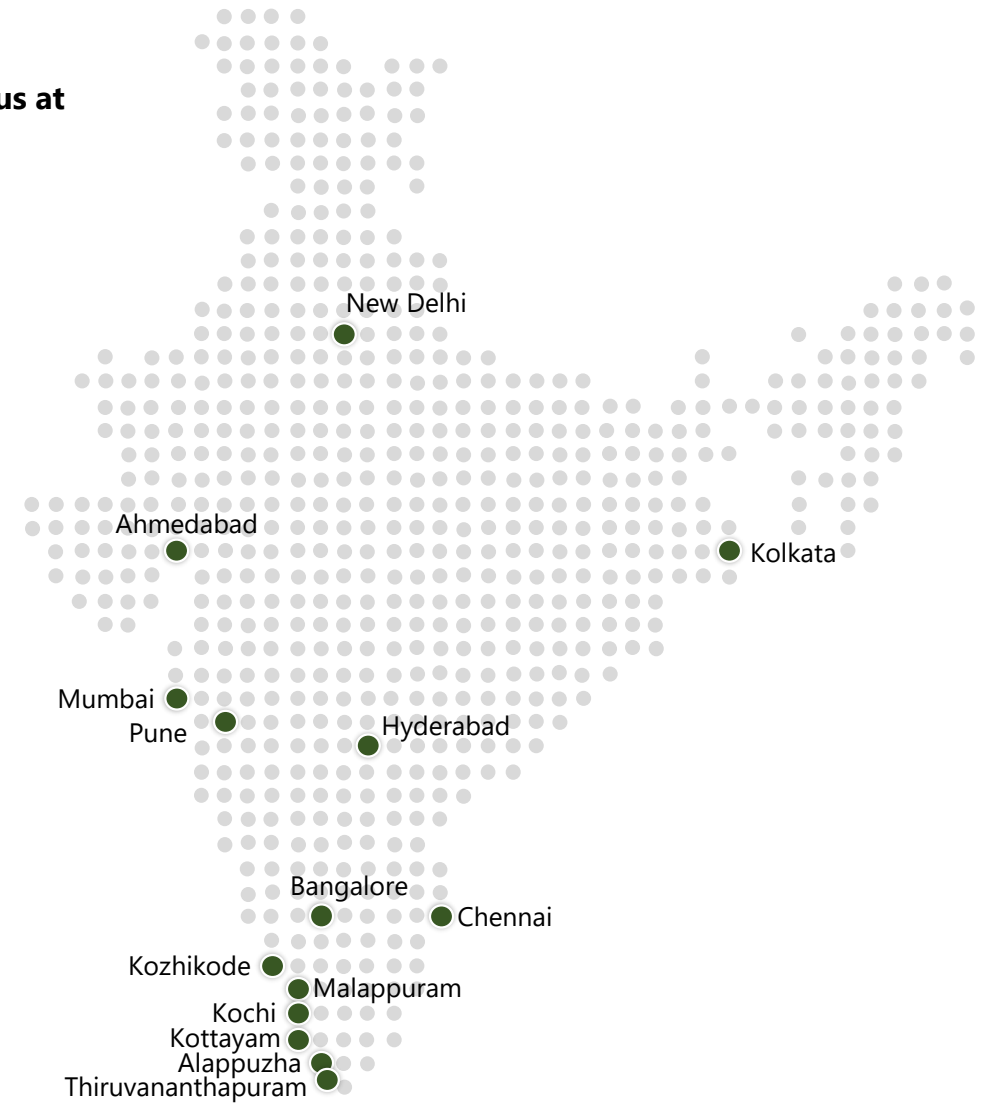 us at
New Delhi
Ahmedabad
Kolkata
Mumbai
Pune
Hyderabad
Bangalore
Chennai
Kozhikode
Malappuram
Kochi
Kottayam
Alappuzha
Thiruvananthapuram